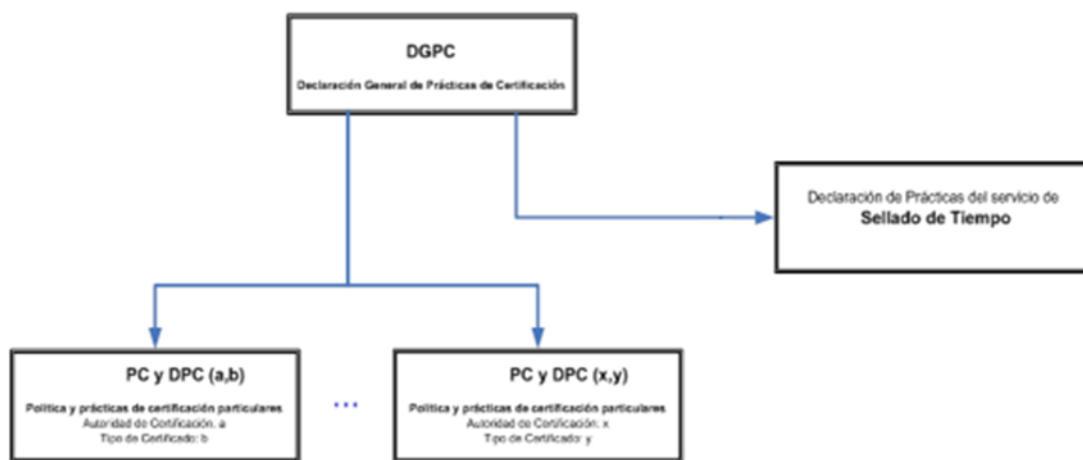 DGPC
Declaración General de Prácticas de Certificación
Declaración de Prácticas del servicio de
Sellado de Tiempo
PC y DPC (a,b)
Política y prácticas de certificación particulares
Autoridad de Certificación: a
Tipo de Certificado: b
...
PC y DPC (x,y)
Política y prácticas de certificación particulares
Autoridad de Certificación: x
Tipo de Certificado: y